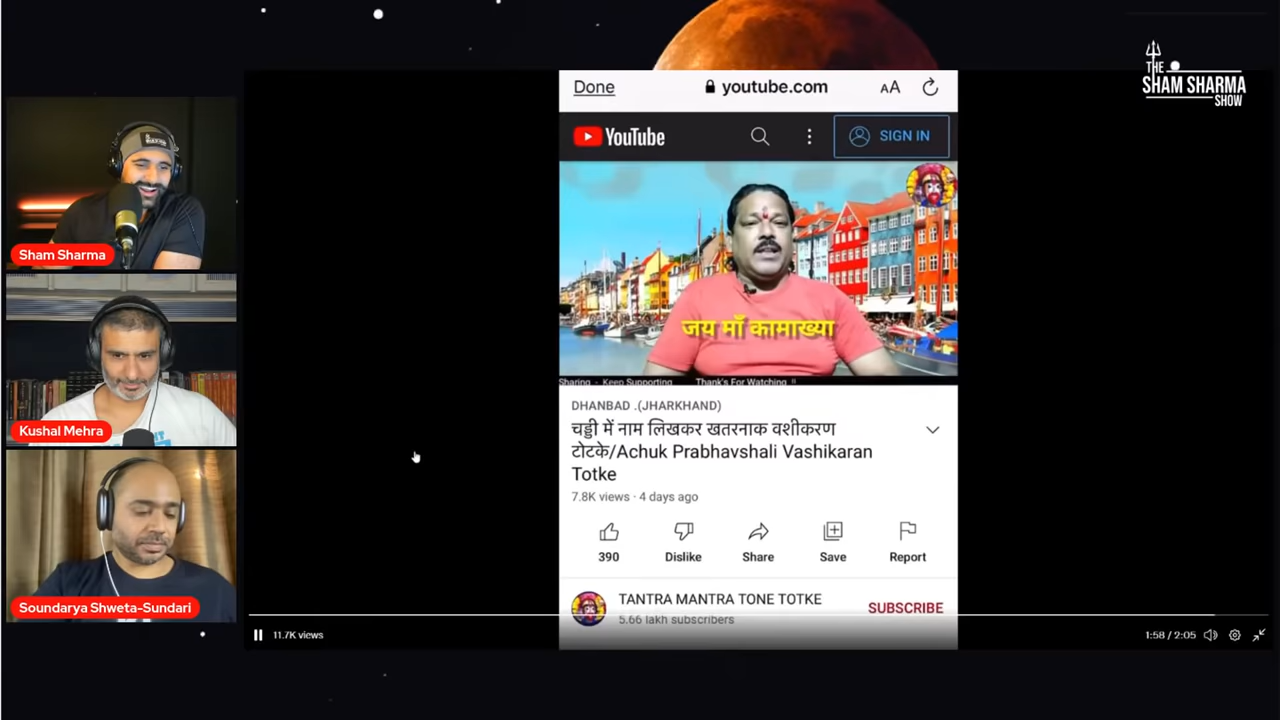 THE
SHAM SHARMA
SHOW
Done
youtube.com
AA
YouTube
SIGN IN
जय माँ कामाख्या
Sharing - Keep Supporting Thank's For Watching !!
DHANBAD .(JHARKHAND)
चड्डी में नाम लिखकर खतरनाक वशीकरण
टोटके/Achuk Prabhavshali Vashikaran
Totke
7.8K views · 4 days ago
390
Dislike
Share
Save
Report
TANTRA MANTRA TONE TOTKE
5.66 lakh subscribers
SUBSCRIBE
Sham Sharma
Kushal Mehra
Soundarya Shweta-Sundari
11.7K views
1:58 / 2:05